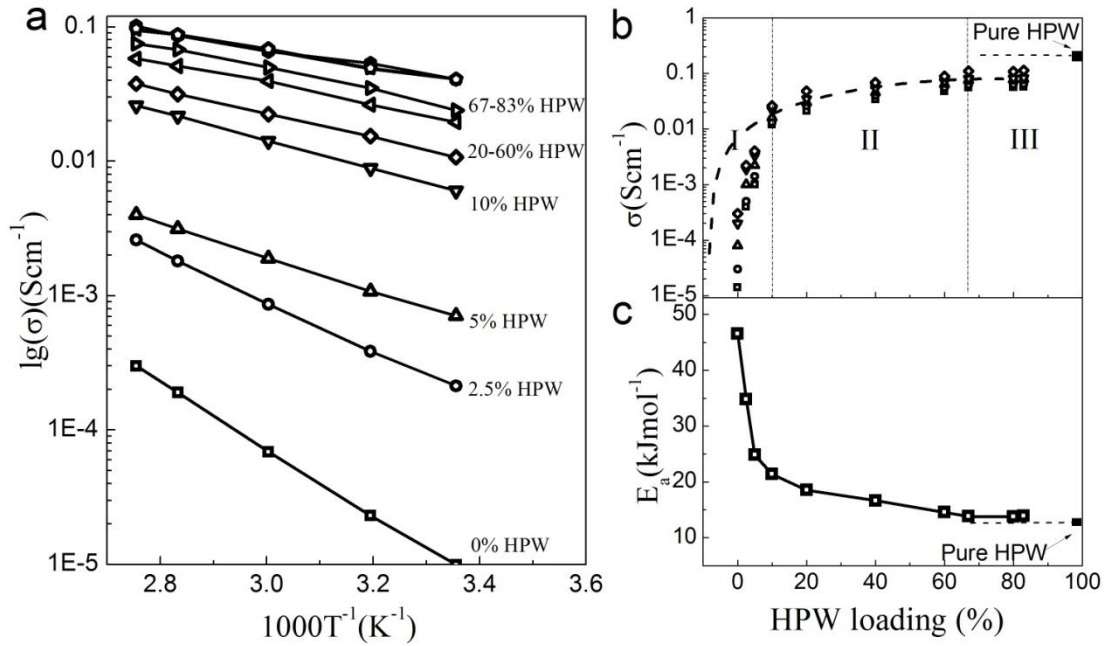 a
0.1
0.01
1E-3
1E-4
1E-5
lg(σ)(Scm⁻¹)
67-83% HPW
20-60% HPW
10% HPW
5% HPW
2.5% HPW
0% HPW
2.8
3.0
3.2
3.4
3.6
1000T⁻¹(K⁻¹)
b
1
0.1
0.01
1E-3
1E-4
1E-5
σ(Scm⁻¹)
Pure HPW
I
II
III
c
50
40
30
20
10
Eₐ(kJmol⁻¹)
Pure HPW
0
20
40
60
80
100
HPW loading (%)